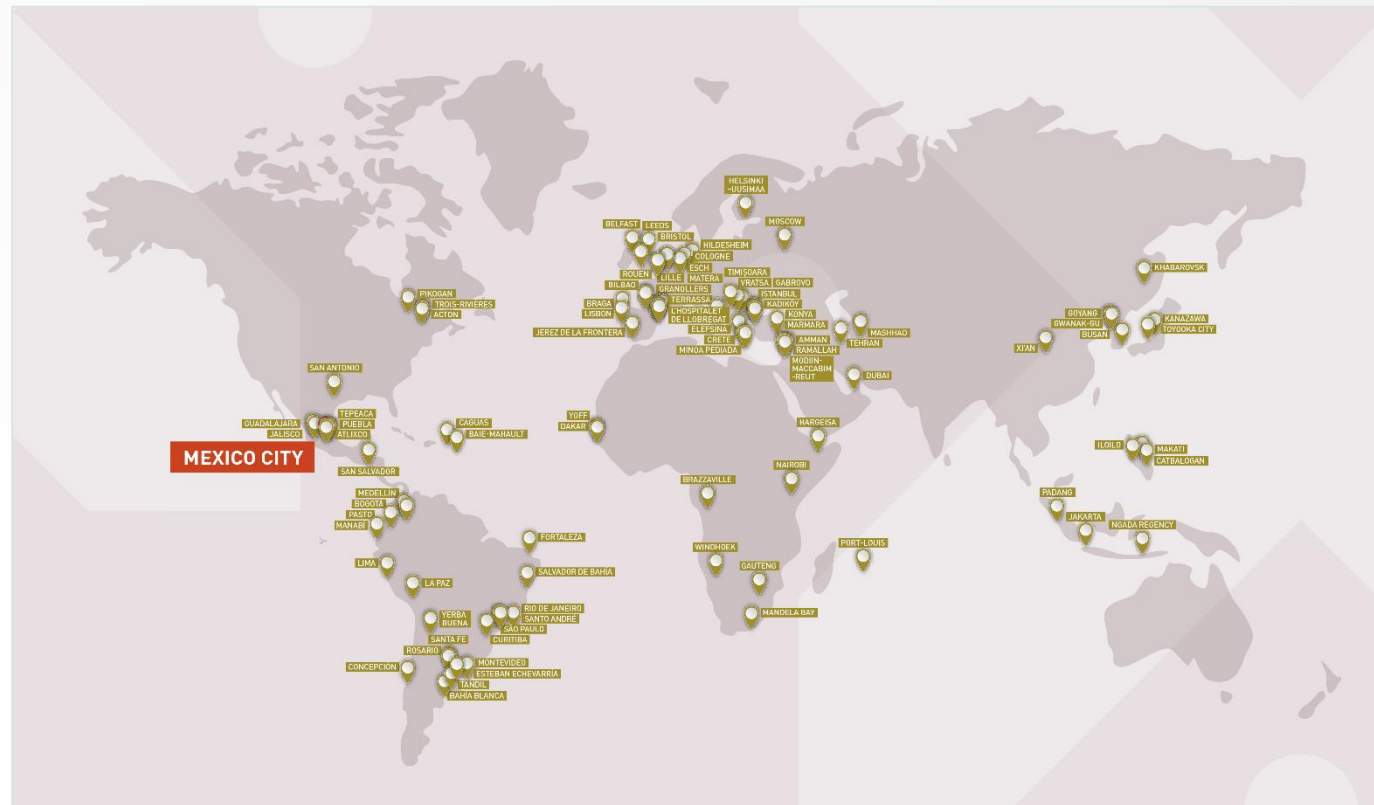 HELSINKI
-UUSIMAA
MOSCOW
BELFAST
LEEDS
BRISTOL
HILDESHEIM
COLOGNE
ESCH
ROUEN
LILLE
MATERA
TIMIŞOARA
BILBAO
GRANOLLERS
VRATSA
GABROVO
BRAGA
TERRASSA
ISTANBUL
LISBON
LHOSPITALET
DE LLOBREGAT
KADIKÖY
JEREZ DE LA FRONTERA
ELEFSINA
KONYA
MARMARA
CRETE
MINOA PEDIADA
AMMAN
RAMALLAH
MODIIN-
MACCABIM
-REUT
MASHHAD
TEHRAN
DUBAI
KHABAROVSK
GOYANG
GWANAK-GU
BUSAN
KANAZAWA
TOYOOKA CITY
XI'AN
PIKOGAN
TROIS-RIVIÈRES
ACTON
SAN ANTONIO
TEPEACA
GUADALAJARA
PUEBLA
JALISCO
ATLIXCO
MEXICO CITY
SAN SALVADOR
CAGUAS
BAIE-MAHAULT
YOFF
DAKAR
HARGEISA
NAIROBI
BRAZZAVILLE
ILOILO
MAKATI
CATBALOGAN
PADANG
JAKARTA
NGADA REGENCY
MEDELLÍN
BOGOTÁ
PASTO
MANABÍ
FORTALEZA
LIMA
LA PAZ
SALVADOR DE BAHÍA
WINDHOEK
GAUTENG
PORT-LOUIS
MANDELA BAY
YERBA
BUENA
RIO DE JANEIRO
SANTO ANDRÉ
SÃO PAULO
CURITIBA
SANTA FE
ROSARIO
CONCEPCIÓN
MONTEVIDEO
ESTEBAN ECHEVARRÍA
TANDIL
BAHÍA BLANCA